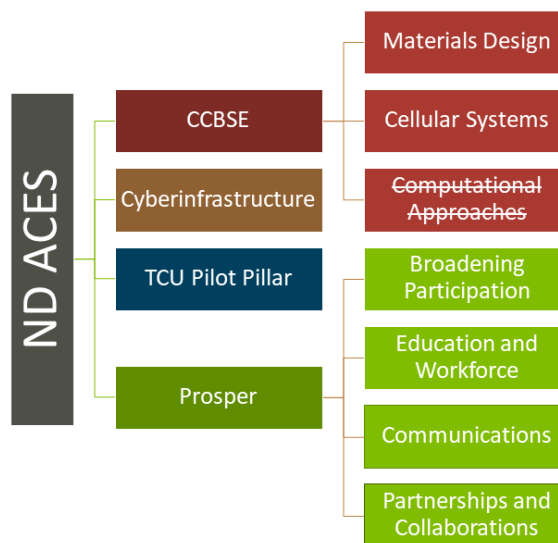 ND ACES
CCBSE
Cyberinfrastructure
TCU Pilot Pillar
Prosper
Materials Design
Cellular Systems
Computational
Approaches
Broadening
Participation
Education and
Workforce
Communications
Partnerships and
Collaborations